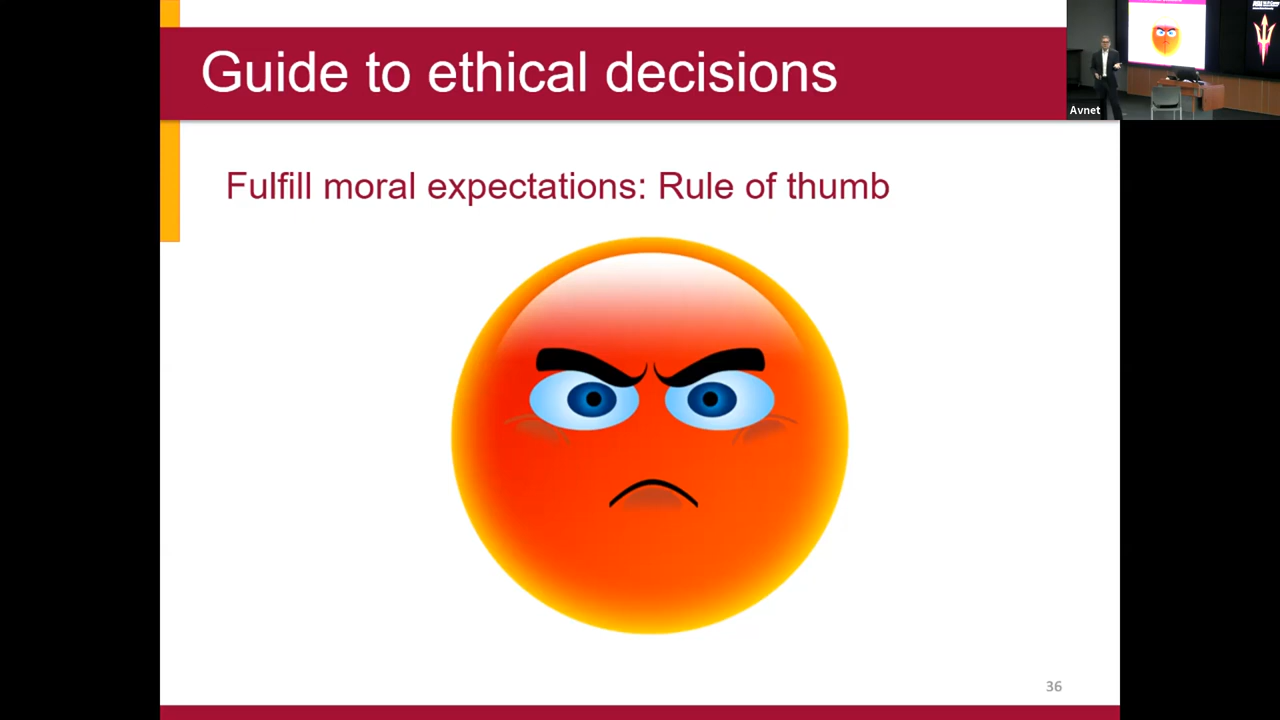 Guide to ethical decisions
Avnet
Fulfill moral expectations: Rule of thumb
36